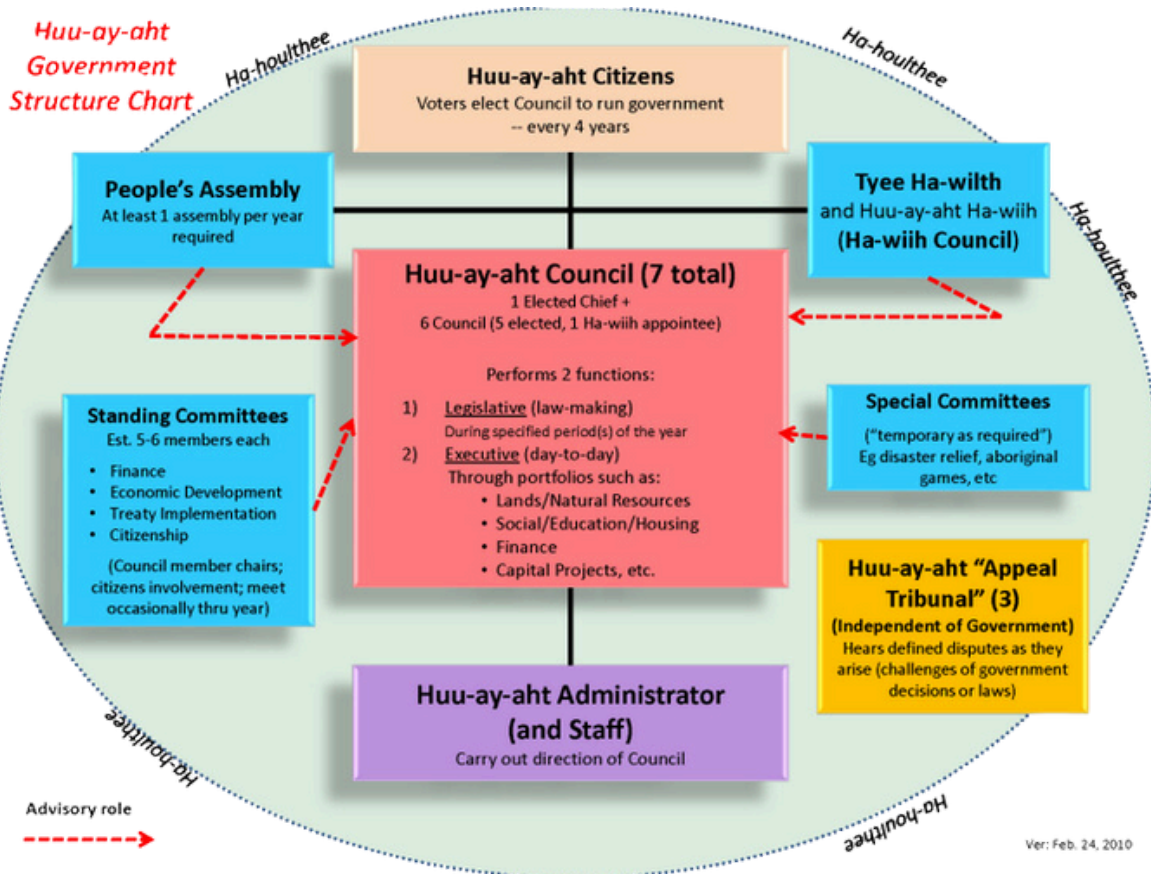 Huu-ay-aht
Government
Structure Chart
Ha-houlthee
Ha-houlthee
Huu-ay-aht Citizens
Voters elect Council to run government
-- every 4 years
People's Assembly
At least 1 assembly per year
required
Tyee Ha-wilth
and Huu-ay-aht Ha-wiih
(Ha-wiih Council)
Ha-houlthee
Huu-ay-aht Council (7 total)
1 Elected Chief +
6 Council (5 elected, 1 Ha-wiih appointee)
Performs 2 functions:
1) Legislative (law-making)
During specified period(s) of the year
2) Executive (day-to-day)
Through portfolios such as:
• Lands/Natural Resources
• Social/Education/Housing
• Finance
• Capital Projects, etc.
Standing Committees
Est. 5-6 members each
• Finance
• Economic Development
• Treaty Implementation
• Citizenship
(Council member chairs;
citizens involvement; meet
occasionally thru year)
Special Committees
("temporary as required")
Eg disaster relief, aboriginal
games, etc
Huu-ay-aht "Appeal
Tribunal" (3)
(Independent of Government)
Hears defined disputes as they
arise (challenges of government
decisions or laws)
Huu-ay-aht Administrator
(and Staff)
Carry out direction of Council
Ha-houlthee
Ha-houlthee
Advisory role
Ver: Feb. 24, 2010